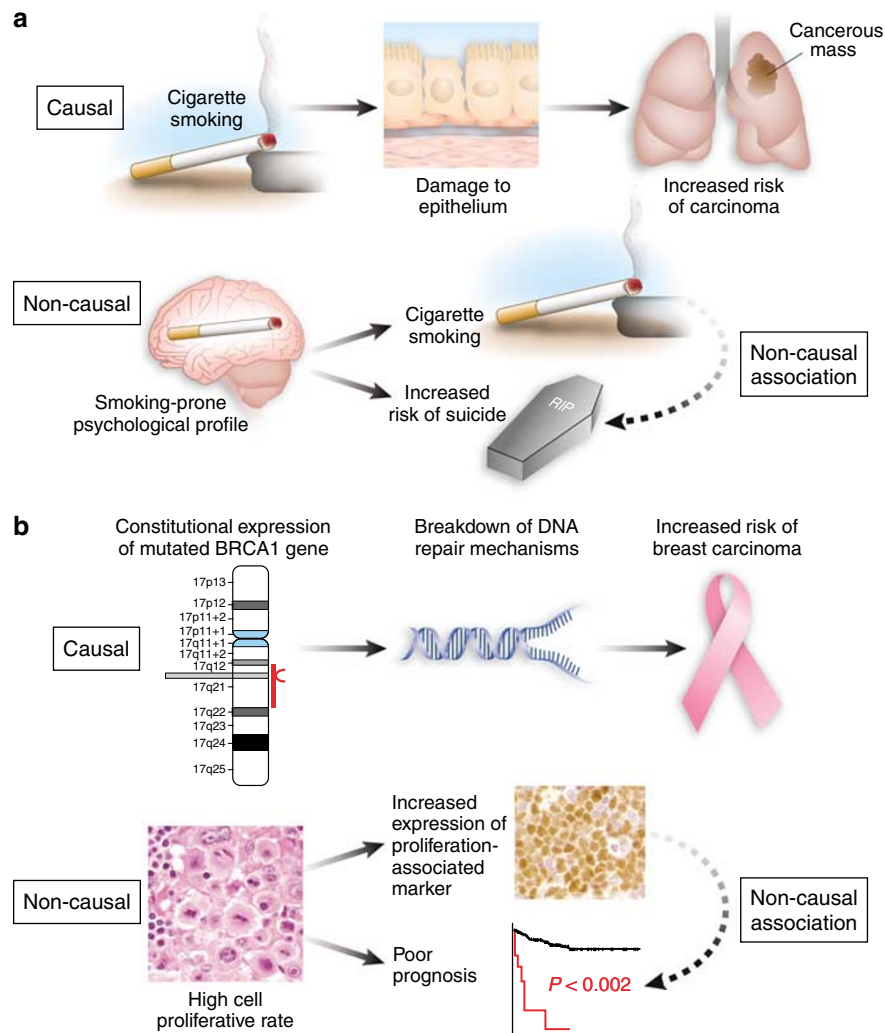 a
Causal
Cigarette
smoking
Damage to
epithelium
Cancerous
mass
Increased risk
of carcinoma
Non-causal
Smoking-prone
psychological profile
Cigarette
smoking
Increased
risk of suicide
RIP
Non-causal
association
b
Constitutional expression
of mutated BRCA1 gene
Breakdown of DNA
repair mechanisms
Increased risk of
breast carcinoma
Causal
17p13
17p12
17p11+2
17p11+1
17q11+1
17q11+2
17q12
17q21
17q22
17q23
17q24
17q25
Non-causal
High cell
proliferative rate
Increased
expression of
proliferation-
associated
marker
Poor
prognosis
P < 0.002
Non-causal
association